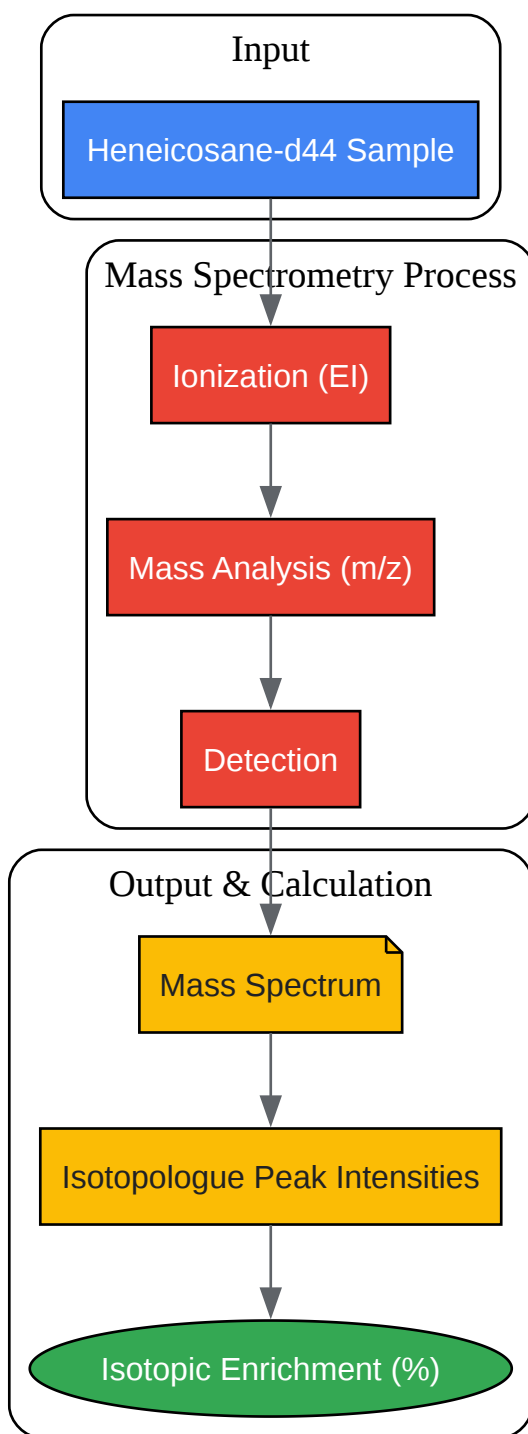 Input
Heneicosane-d44 Sample
Mass Spectrometry Process
Ionization (EI)
Mass Analysis (m/z)
Detection
Output & Calculation
Mass Spectrum
Isotopologue Peak Intensities
Isotopic Enrichment (%)